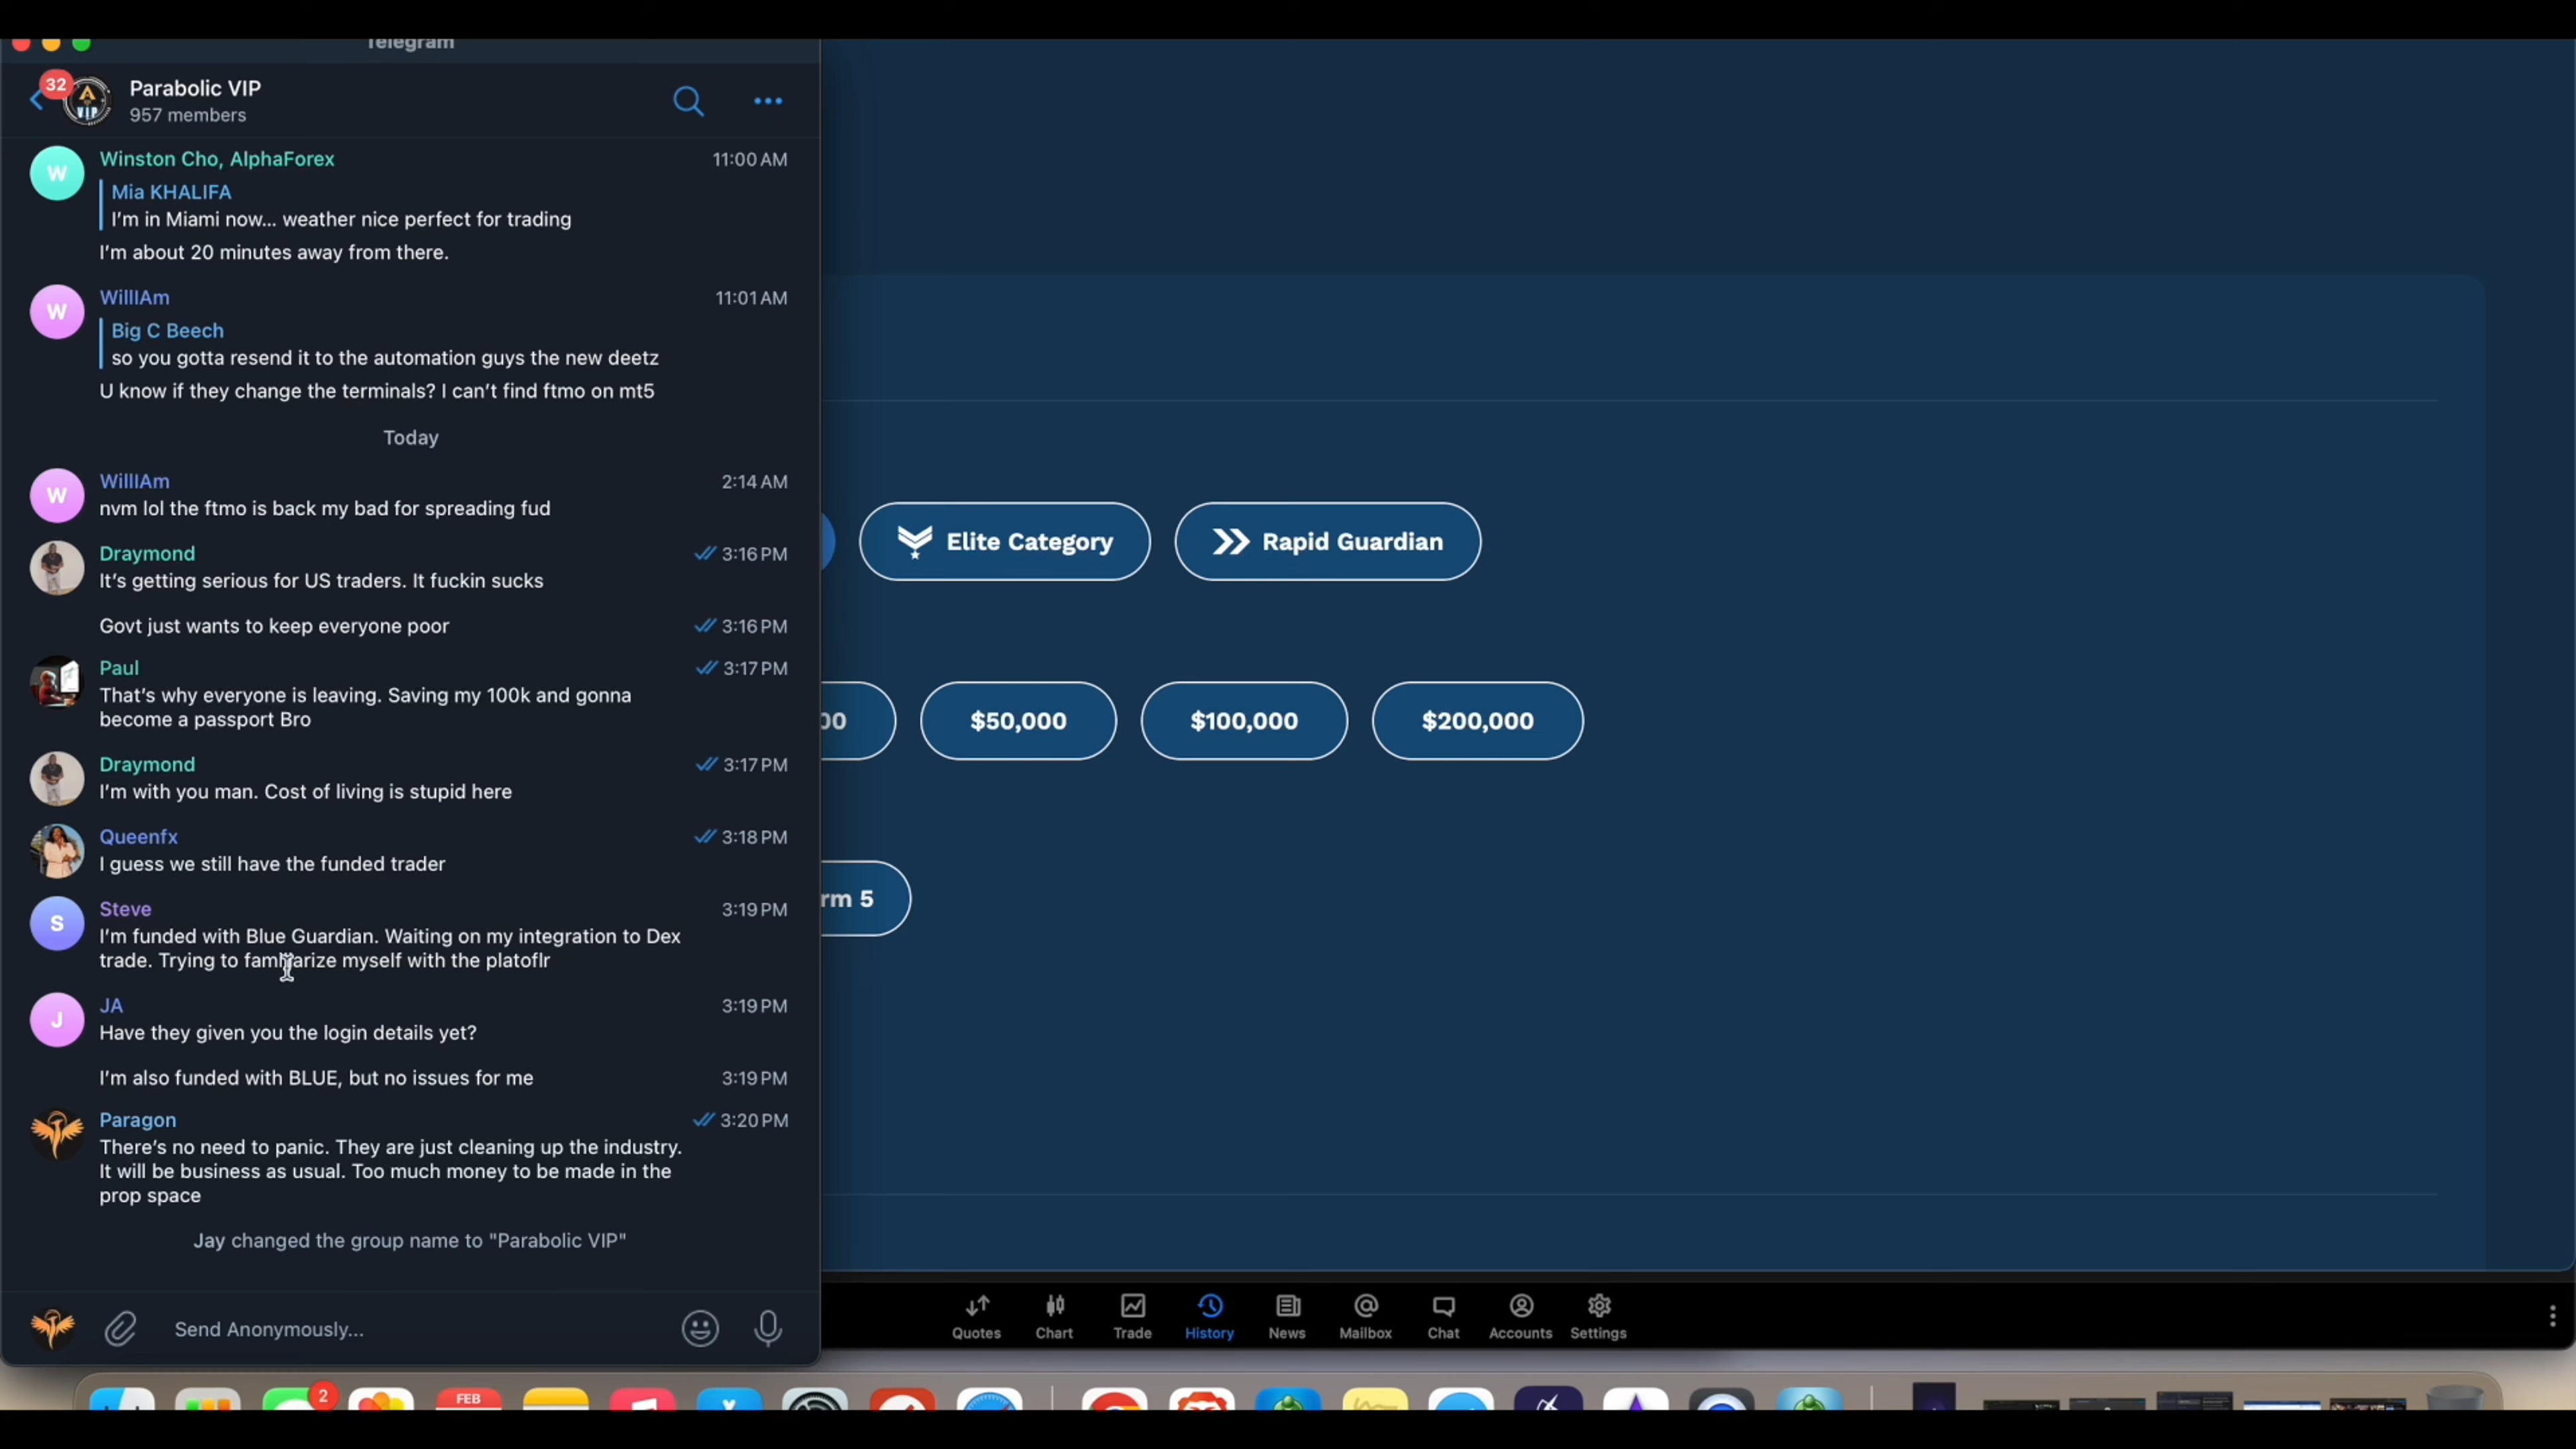 Telegram
32
VIP
Parabolic VIP
957 members
W
Winston Cho, AlphaForex
11:00 AM
Mia KHALIFA
I'm in Miami now... weather nice perfect for trading
I'm about 20 minutes away from there.
W
WillIAm
11:01 AM
Big C Beech
so you gotta resend it to the automation guys the new deetz
U know if they change the terminals? I can't find ftmo on mt5
Today
W
WillIAm
2:14 AM
nvm lol the ftmo is back my bad for spreading fud
Draymond
3:16 PM
It's getting serious for US traders. It fuckin sucks
Govt just wants to keep everyone poor
3:16 PM
Paul
3:17 PM
That's why everyone is leaving. Saving my 100k and gonna
become a passport Bro
Draymond
3:17 PM
I'm with you man. Cost of living is stupid here
Queenfx
3:18 PM
I guess we still have the funded trader
S
Steve
3:19 PM
I'm funded with Blue Guardian. Waiting on my integration to Dex
trade. Trying to familiarize myself with the platoflr
J
JA
3:19 PM
Have they given you the login details yet?
I'm also funded with BLUE, but no issues for me
3:19 PM
Paragon
3:20 PM
There's no need to panic. They are just cleaning up the industry.
It will be business as usual. Too much money to be made in the
prop space
Jay changed the group name to "Parabolic VIP"
Send Anonymously...
Elite Category
Rapid Guardian
00
$50,000
$100,000
$200,000
rm 5
Quotes
Chart
Trade
History
News
Mailbox
Chat
Accounts
Settings
2
FEB